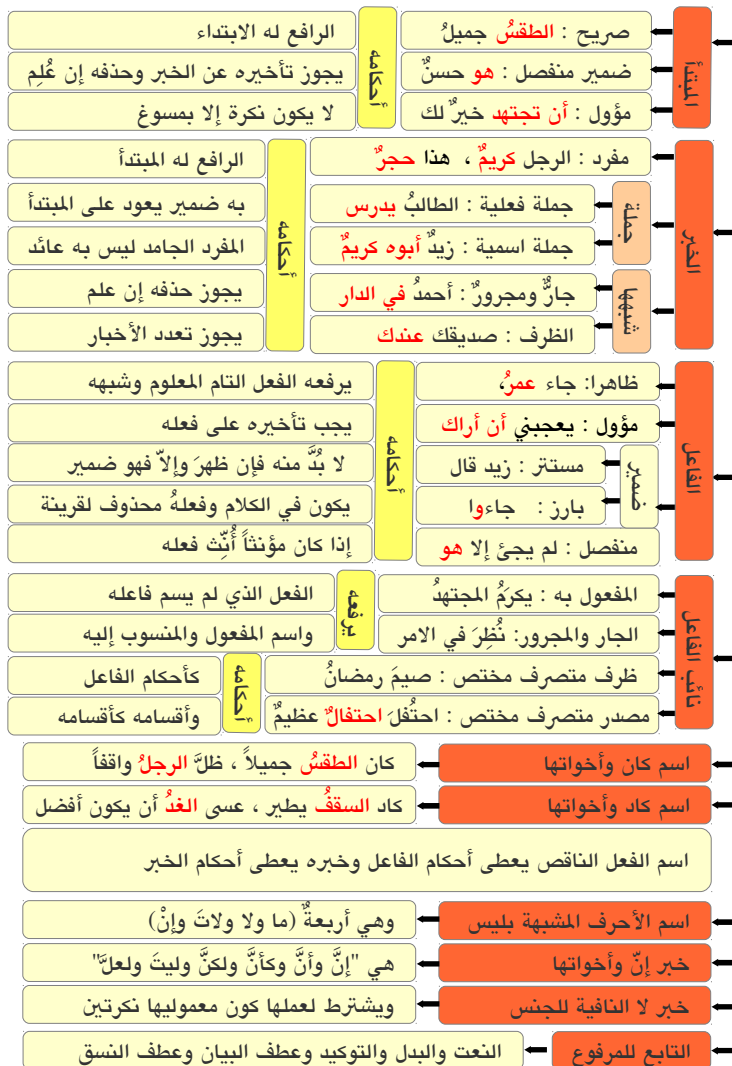 المبتدأ
صريح : الطقسُ جميلُ
ضمير منفصل : هو حسنٌ
مؤول : أن تجتهد خيرٌ لك
أحكامه
الرافع له الابتداء
يجوز تأخيره عن الخبر وحذفه إن عُلِم
لا يكون نكرة إلا بمسوغ
الخبر
مفرد : الرجل كريمٌ ، هذا حجرٌ
جملة
جملة فعلية : الطالبُ يدرس
جملة اسمية : زيدٌ أبوه كريمٌ
شبهها
جارٌّ ومجرورٌ : أحمدُ في الدار
الظرف : صديقك عندك
أحكامه
الرافع له المبتدأ
به ضمير يعود على المبتدأ
المفرد الجامد ليس به عائد
يجوز حذفه إن علم
يجوز تعدد الأخبار
الفاعل
ظاهرا: جاء عمرُ،
مؤول : يعجبني أن أراك
ضمير
مستتر : زيد قال
بارز : جاءوا
منفصل : لم يجئ إلا هو
أحكامه
يرفعه الفعل التام المعلوم وشبهه
يجب تأخيره على فعله
لا بُدَّ منه فإن ظهرَ وإلاّ فهو ضمير
يكون في الكلام وفعلهُ محذوف لقرينة
إذا كان مؤنثاً أُنِّث فعله
نائب الفاعل
المفعول به : يكرَمُ المجتهدُ
الجار والمجرور: نُظِرَ في الامر
ظرف متصرف مختص : صيمَ رمضانُ
مصدر متصرف مختص : احتُفلَ احتفالٌ عظيمٌ
يرفعه
الفعل الذي لم يسم فاعله
واسم المفعول والمنسوب إليه
أحكامه
كأحكام الفاعل
وأقسامه كأقسامه
اسم كان وأخواتها
كان الطقسُ جميلاً ، ظلَّ الرجلُ واقفاً
اسم كاد وأخواتها
كاد السقفُ يطير ، عسى الغدُ أن يكون أفضل
اسم الفعل الناقص يعطى أحكام الفاعل وخبره يعطى أحكام الخبر
اسم الأحرف المشبهة بليس
وهي أربعةٌ (ما ولا ولاتَ وإنْ)
خبر إنّ وأخواتها
هي "إنَّ وأنَّ وكأنَّ ولكنَّ وليتَ ولعلَّ"
خبر لا النافية للجنس
ويشترط لعملها كون معموليها نكرتين
التابع للمرفوع
النعت والبدل والتوكيد وعطف البيان وعطف النسق